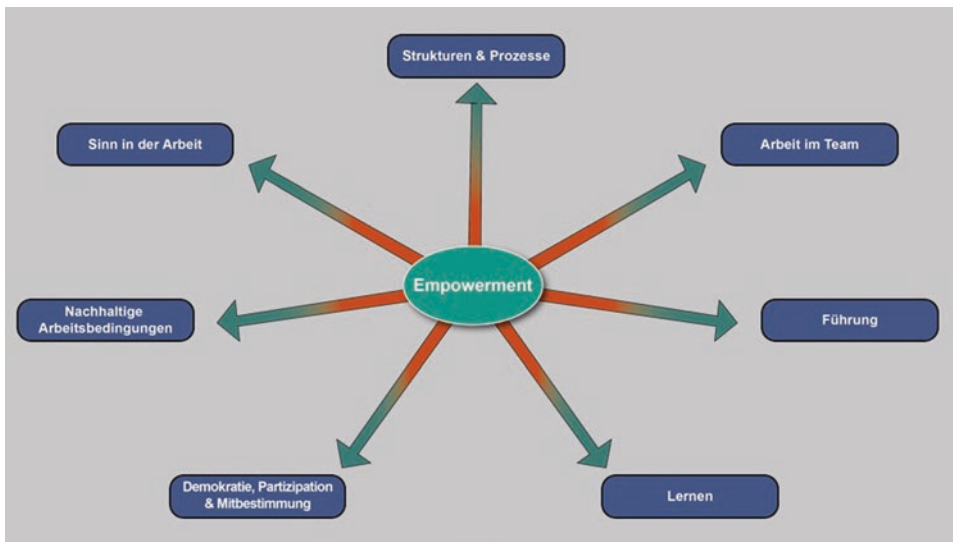 Strukturen & Prozesse
Sinn in der Arbeit
Arbeit im Team
Empowerment
Nachhaltige
Arbeitsbedingungen
Führung
Demokratie, Partizipation
& Mitbestimmung
Lernen